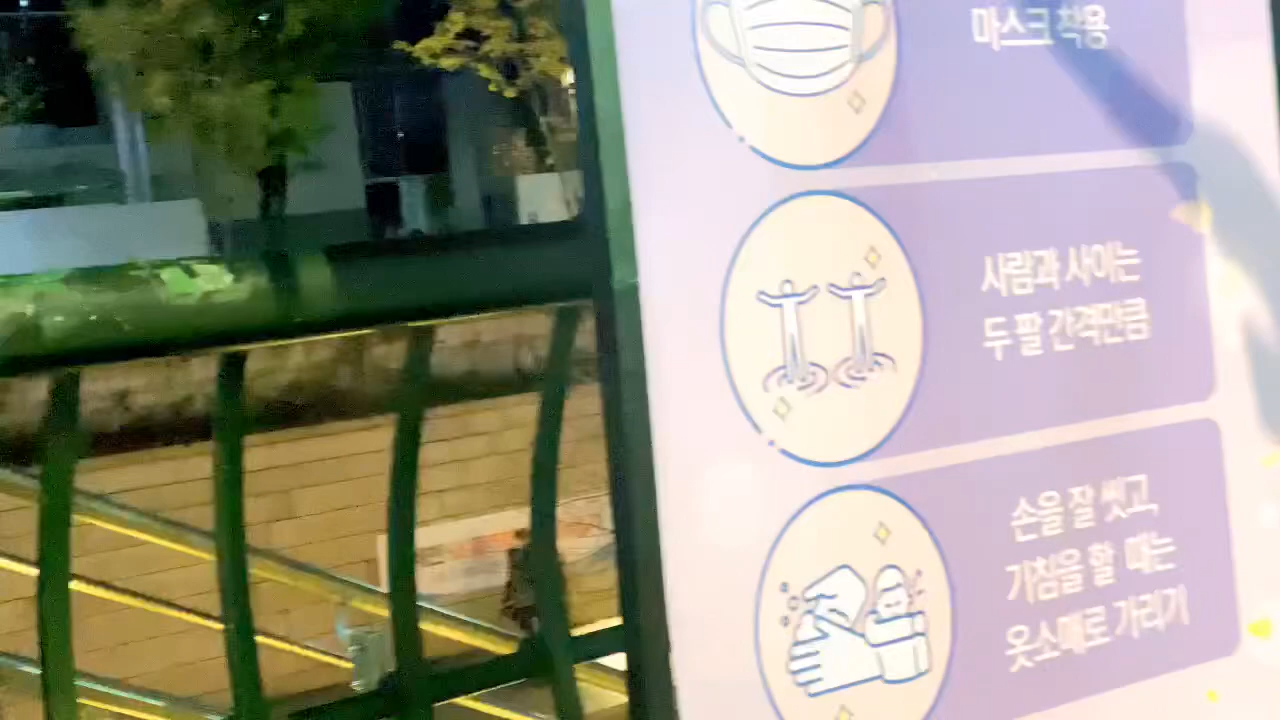 마스크 착용
사람과 사이는
두 팔 간격만큼
손을 잘 씻고,
기침을 할 때는
옷소매로 가리기